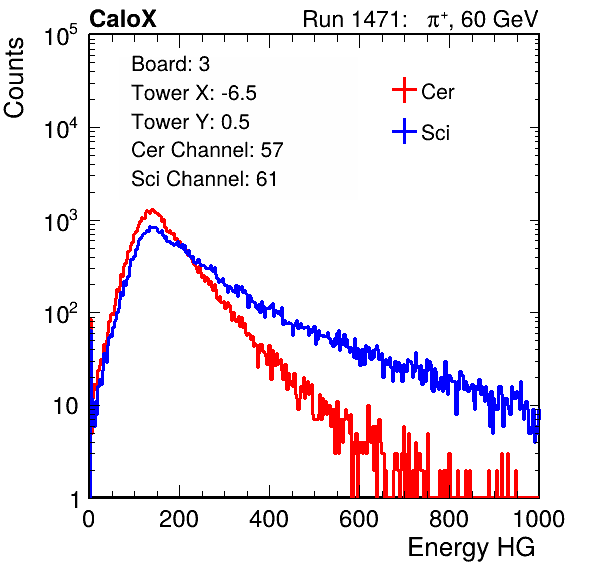 CaloX Run 1471: π⁺, 60 GeV
Counts
10⁵
10⁴
10³
10²
10
1
Board: 3
Tower X: -6.5
Tower Y: 0.5
Cer Channel: 57
Sci Channel: 61
Cer
Sci
0 200 400 600 800 1000
Energy HG